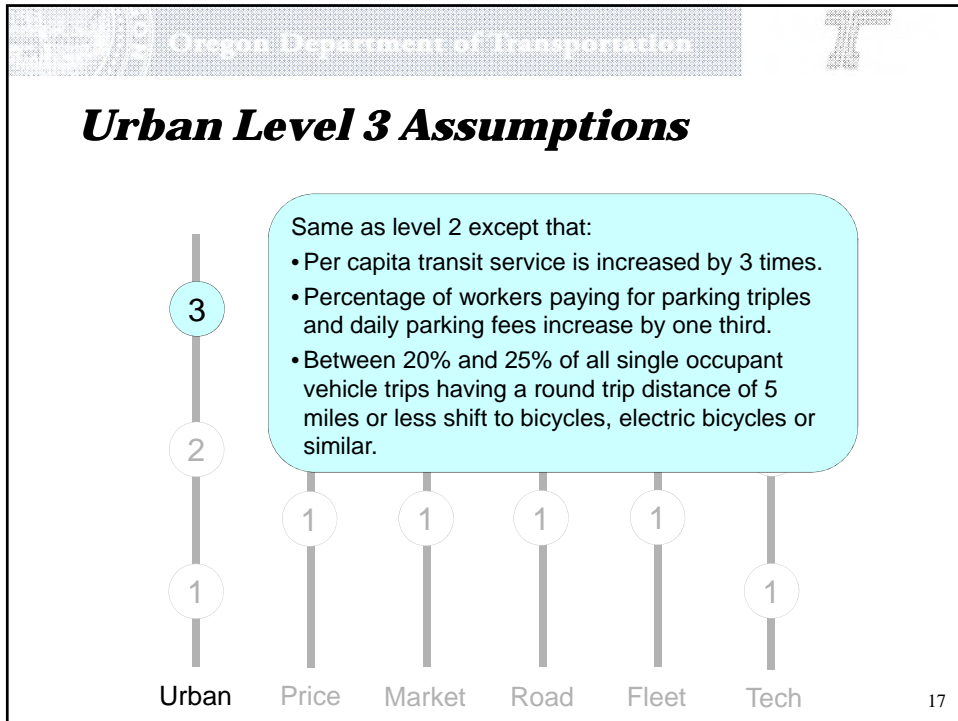 Oregon Department of Transportation
Urban Level 3 Assumptions
Same as level 2 except that:
• Per capita transit service is increased by 3 times.
• Percentage of workers paying for parking triples
and daily parking fees increase by one third.
• Between 20% and 25% of all single occupant
vehicle trips having a round trip distance of 5
miles or less shift to bicycles, electric bicycles or
similar.
3
2
1 1 1 1
1 1
Urban Price Market Road Fleet Tech
17